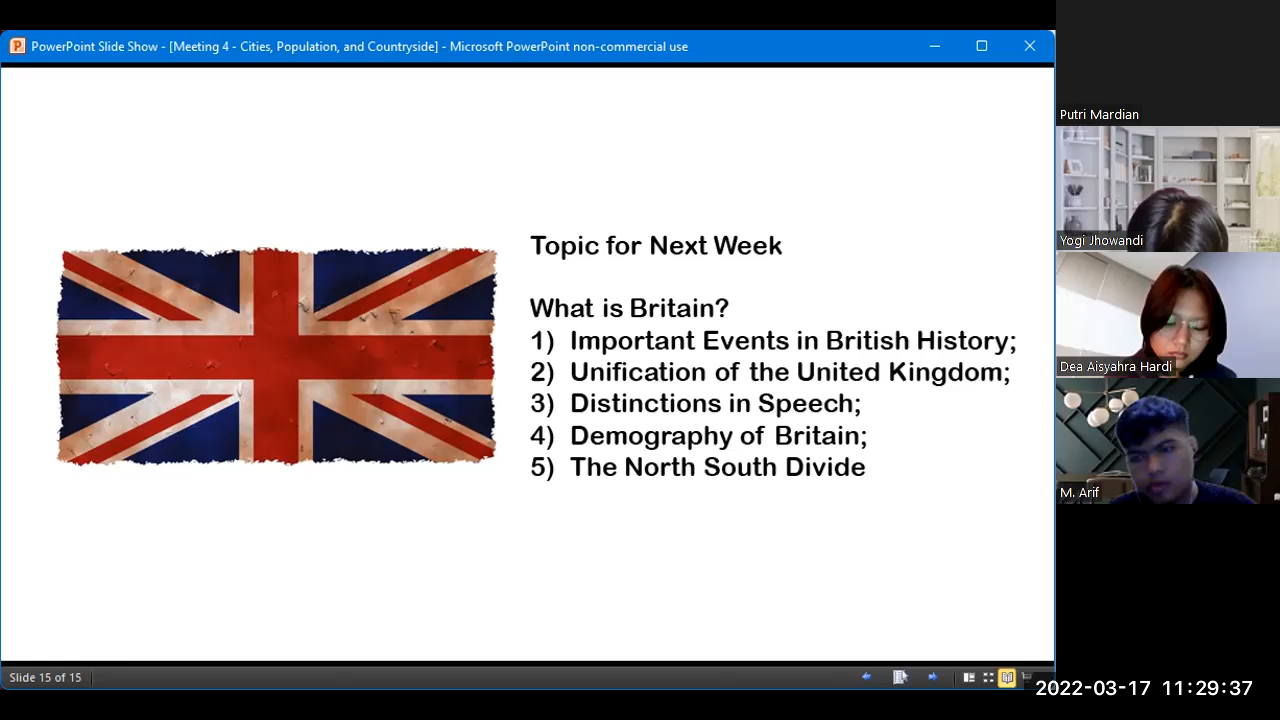 PowerPoint Slide Show - [Meeting 4 - Cities, Population, and Countryside] - Microsoft PowerPoint non-commercial use
Topic for Next Week
What is Britain?
1) Important Events in British History;
2) Unification of the United Kingdom;
3) Distinctions in Speech;
4) Demography of Britain;
5) The North South Divide
Slide 15 of 15
Putri Mardian
Yogi Jhowandi
Dea Aisyahra Hardi
M. Arif
2022-03-17 11:29:37